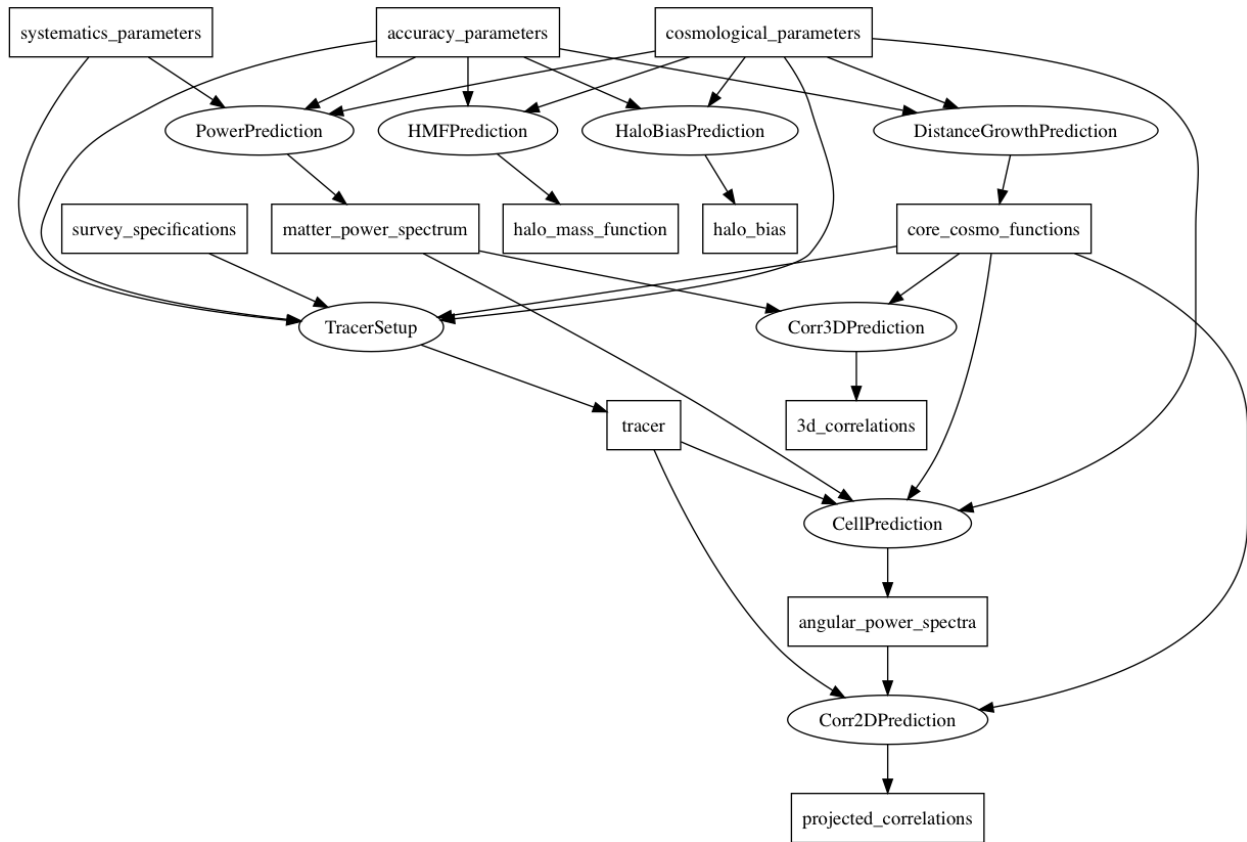 systematics_parameters
accuracy_parameters
cosmological_parameters
PowerPrediction
HMFPrediction
HaloBiasPrediction
DistanceGrowthPrediction
survey_specifications
matter_power_spectrum
halo_mass_function
halo_bias
core_cosmo_functions
TracerSetup
Corr3DPrediction
tracer
3d_correlations
CellPrediction
angular_power_spectra
Corr2DPrediction
projected_correlations